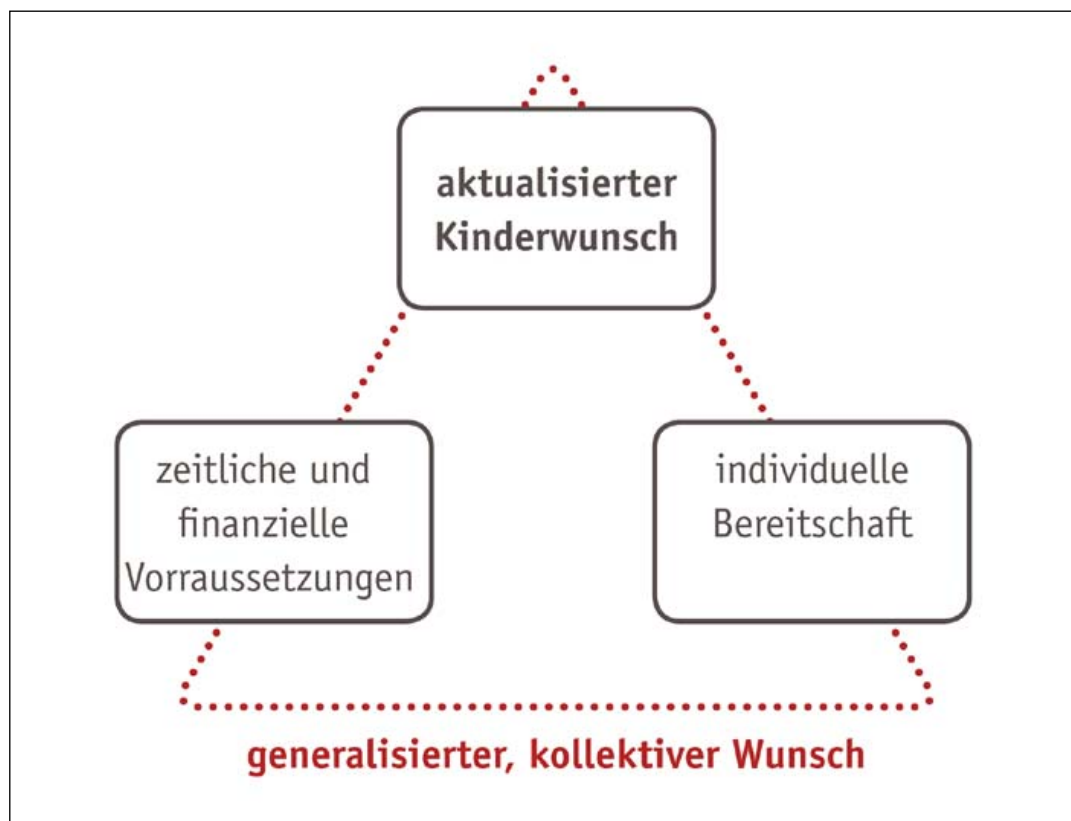 aktualisierter
Kinderwunsch
zeitliche und
finanzielle
Vorraussetzungen
individuelle
Bereitschaft
generalisierter, kollektiver Wunsch